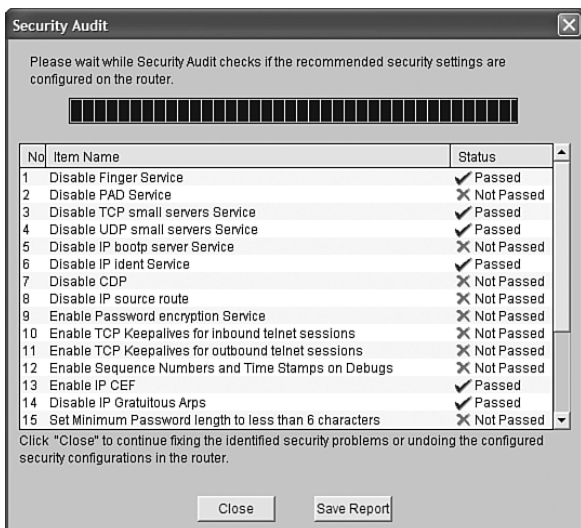 Security Audit
Please wait while Security Audit checks if the recommended security settings are
configured on the router.
No Item Name Status
1 Disable Finger Service Passed
2 Disable PAD Service Not Passed
3 Disable TCP small servers Service Passed
4 Disable UDP small servers Service Passed
5 Disable IP bootp server Service Not Passed
6 Disable IP ident Service Passed
7 Disable CDP Not Passed
8 Disable IP source route Not Passed
9 Enable Password encryption Service Not Passed
10 Enable TCP Keepalives for inbound telnet sessions Not Passed
11 Enable TCP Keepalives for outbound telnet sessions Not Passed
12 Enable Sequence Numbers and Time Stamps on Debugs Not Passed
13 Enable IP CEF Passed
14 Disable IP Gratuitous Arps Passed
15 Set Minimum Password length to less than 6 characters Not Passed
Click "Close" to continue fixing the identified security problems or undoing the configured
security configurations in the router.
Close Save Report